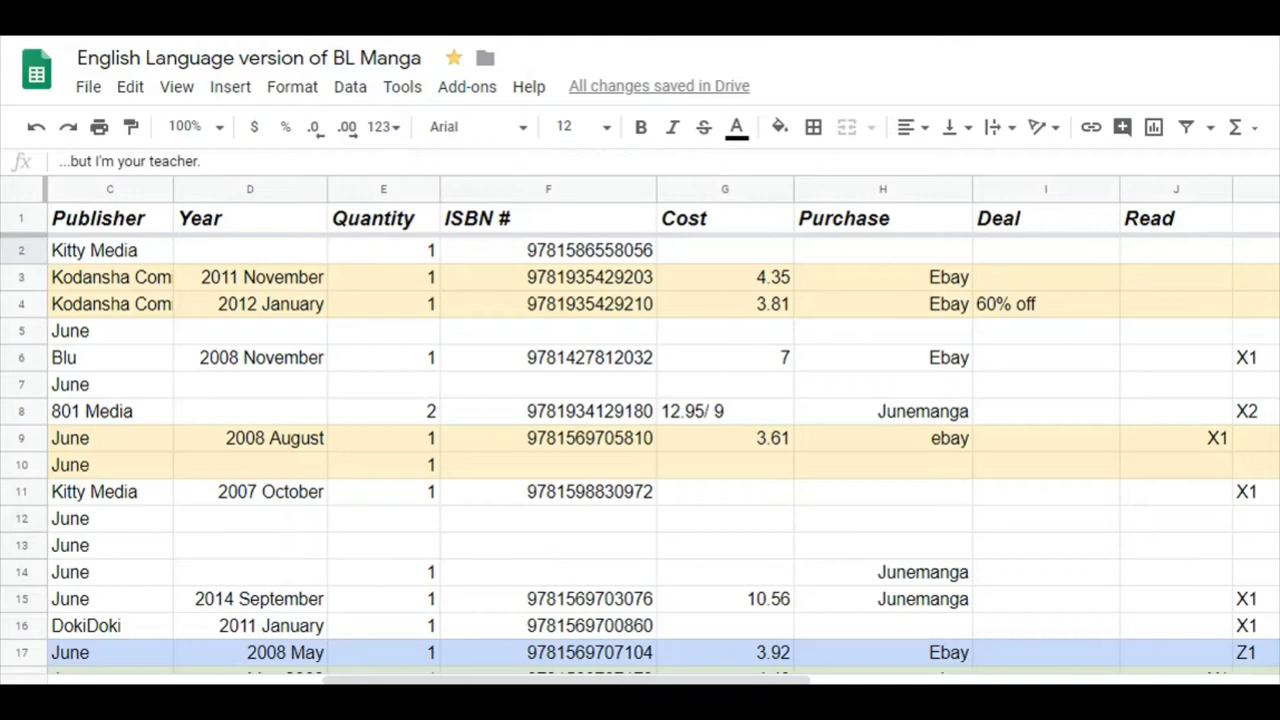 English Language version of BL Manga
File Edit View Insert Format Data Tools Add-ons Help All changes saved in Drive
100% $ % .0 .00 123 Arial 12 B I S A
fx ...but I'm your teacher.
C D E F G H I J
1 Publisher Year Quantity ISBN # Cost Purchase Deal Read
2 Kitty Media 1 9781586558056
3 Kodansha Com 2011 November 1 9781935429203 4.35 Ebay
4 Kodansha Com 2012 January 1 9781935429210 3.81 Ebay 60% off
5 June
6 Blu 2008 November 1 9781427812032 7 Ebay X1
7 June
8 801 Media 2 9781934129180 12.95/ 9 Junemanga X2
9 June 2008 August 1 9781569705810 3.61 ebay X1
10 June 1
11 Kitty Media 2007 October 1 9781598830972 X1
12 June
13 June
14 June 1 Junemanga
15 June 2014 September 1 9781569703076 10.56 Junemanga X1
16 DokiDoki 2011 January 1 9781569700860 X1
17 June 2008 May 1 9781569707104 3.92 Ebay Z1